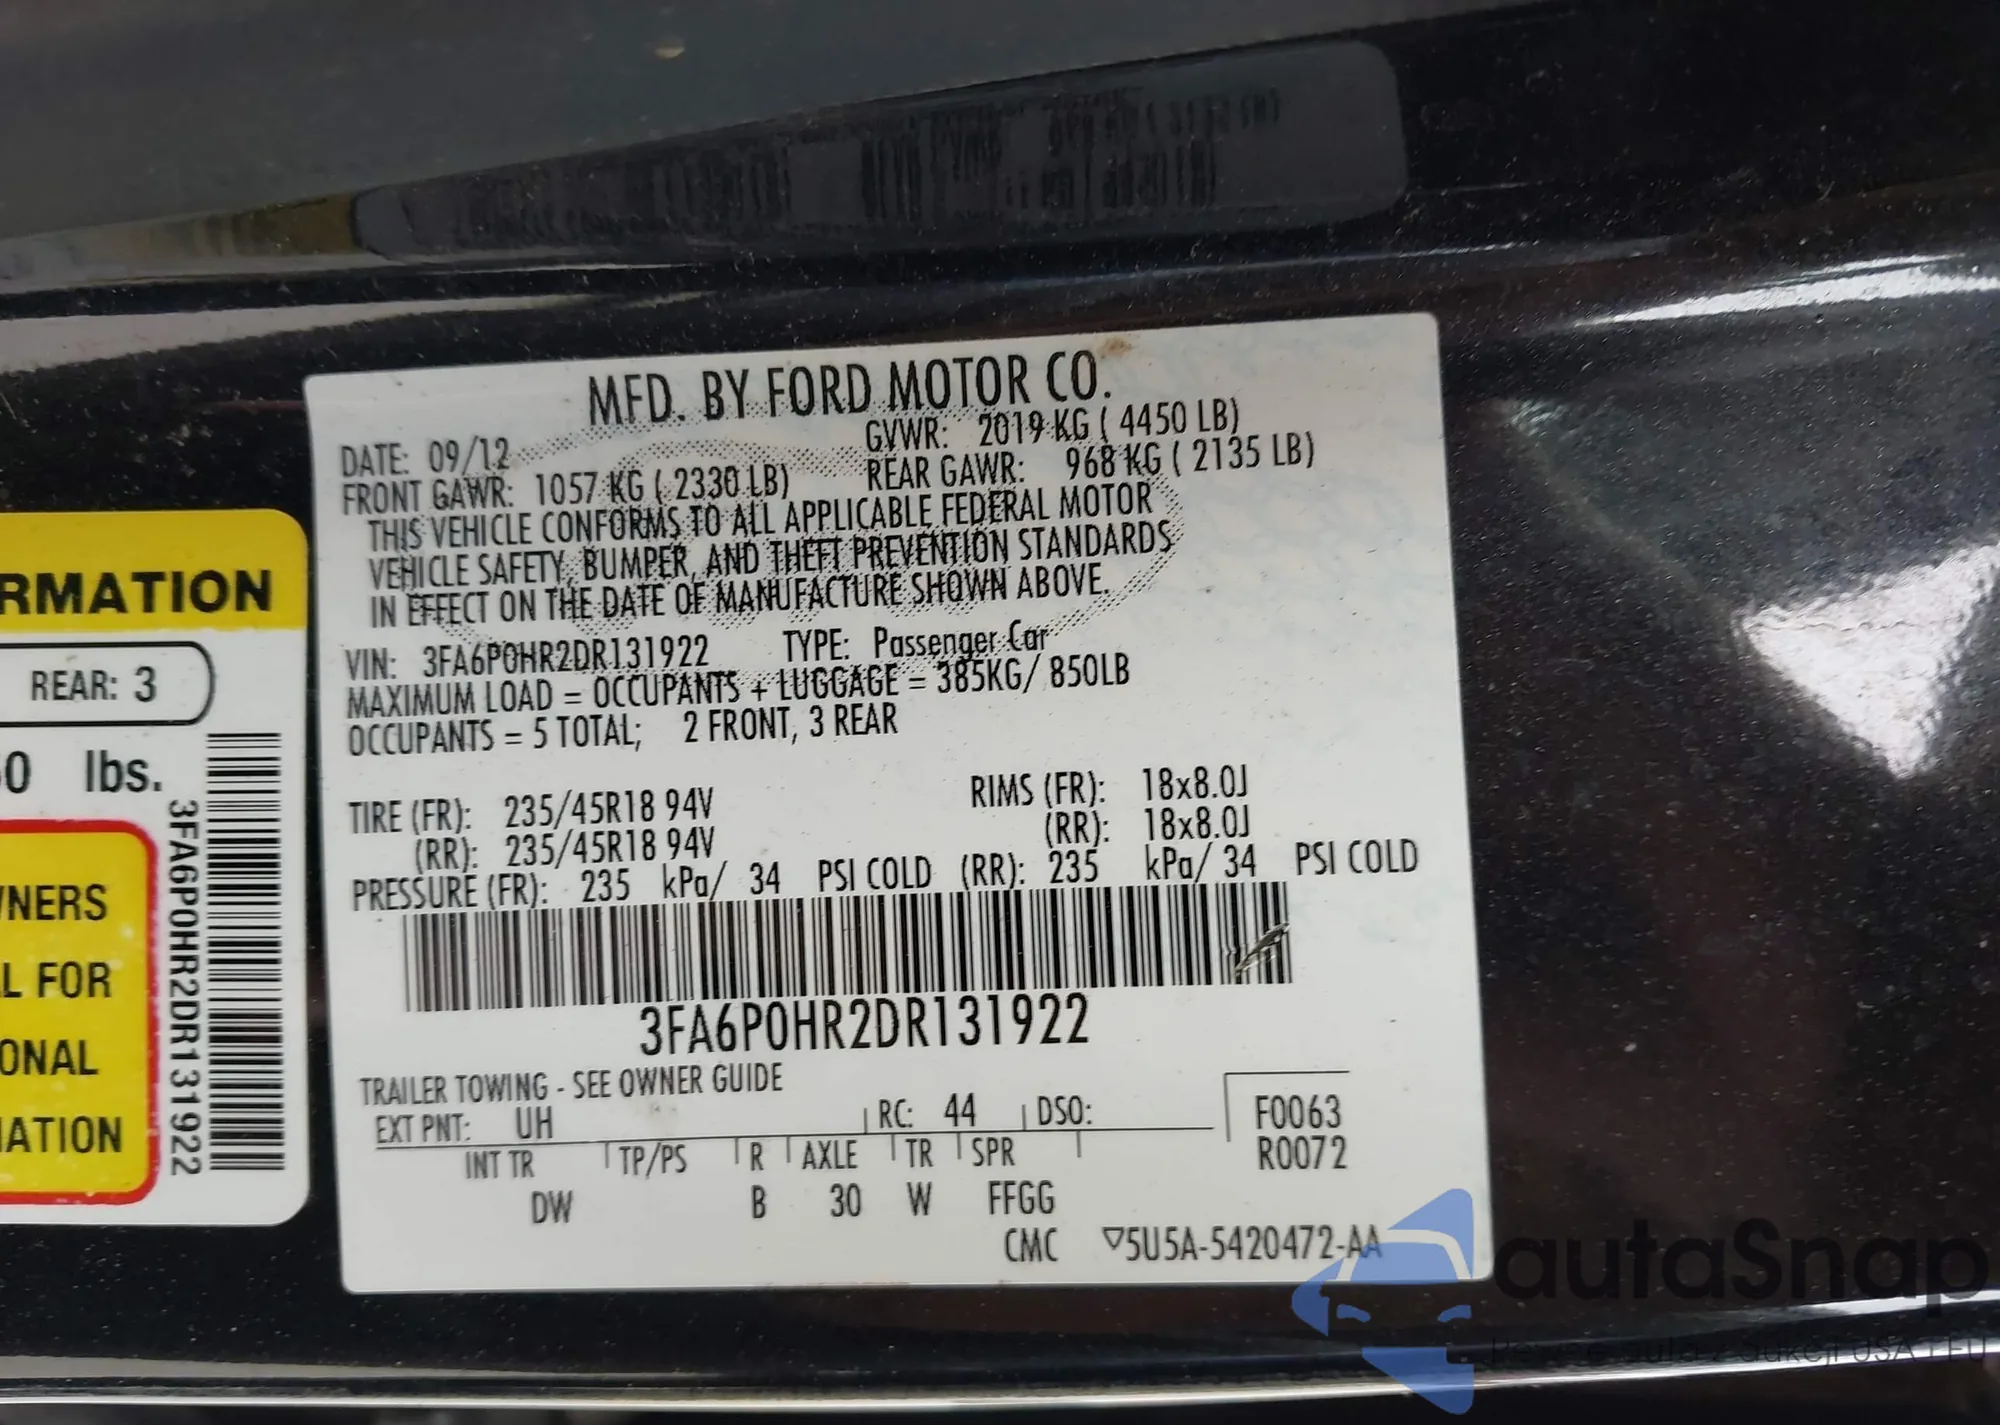 MFD. BY FORD MOTOR CO.
DATE: 09/12 GVWR: 2019 KG ( 4450 LB)
FRONT GAWR: 1057 KG ( 2330 LB) REAR GAWR: 968 KG ( 2135 LB)
THIS VEHICLE CONFORMS TO ALL APPLICABLE FEDERAL MOTOR
VEHICLE SAFETY, BUMPER, AND THEFT PREVENTION STANDARDS
IN EFFECT ON THE DATE OF MANUFACTURE SHOWN ABOVE.
VIN: 3FA6P0HR2DR131922 TYPE: Passenger Car
MAXIMUM LOAD = OCCUPANTS + LUGGAGE = 385KG/ 850LB
OCCUPANTS = 5 TOTAL; 2 FRONT, 3 REAR
TIRE (FR): 235/45R18 94V RIMS (FR): 18x8.0J
(RR): 235/45R18 94V (RR): 18x8.0J
PRESSURE (FR): 235 kPa/ 34 PSI COLD (RR): 235 kPa/ 34 PSI COLD
3FA6P0HR2DR131922
TRAILER TOWING - SEE OWNER GUIDE
EXT PNT: UH RC: 44 DSO: F0063
INT TR TP/PS R AXLE TR SPR R0072
DW B 30 W FFGG
CMC ▽5U5A-5420472-AA
RMATION
REAR: 3
0 lbs.
3FA6P0HR2DR131922
WNERS
L FOR
ONAL
MATION
autaSnap